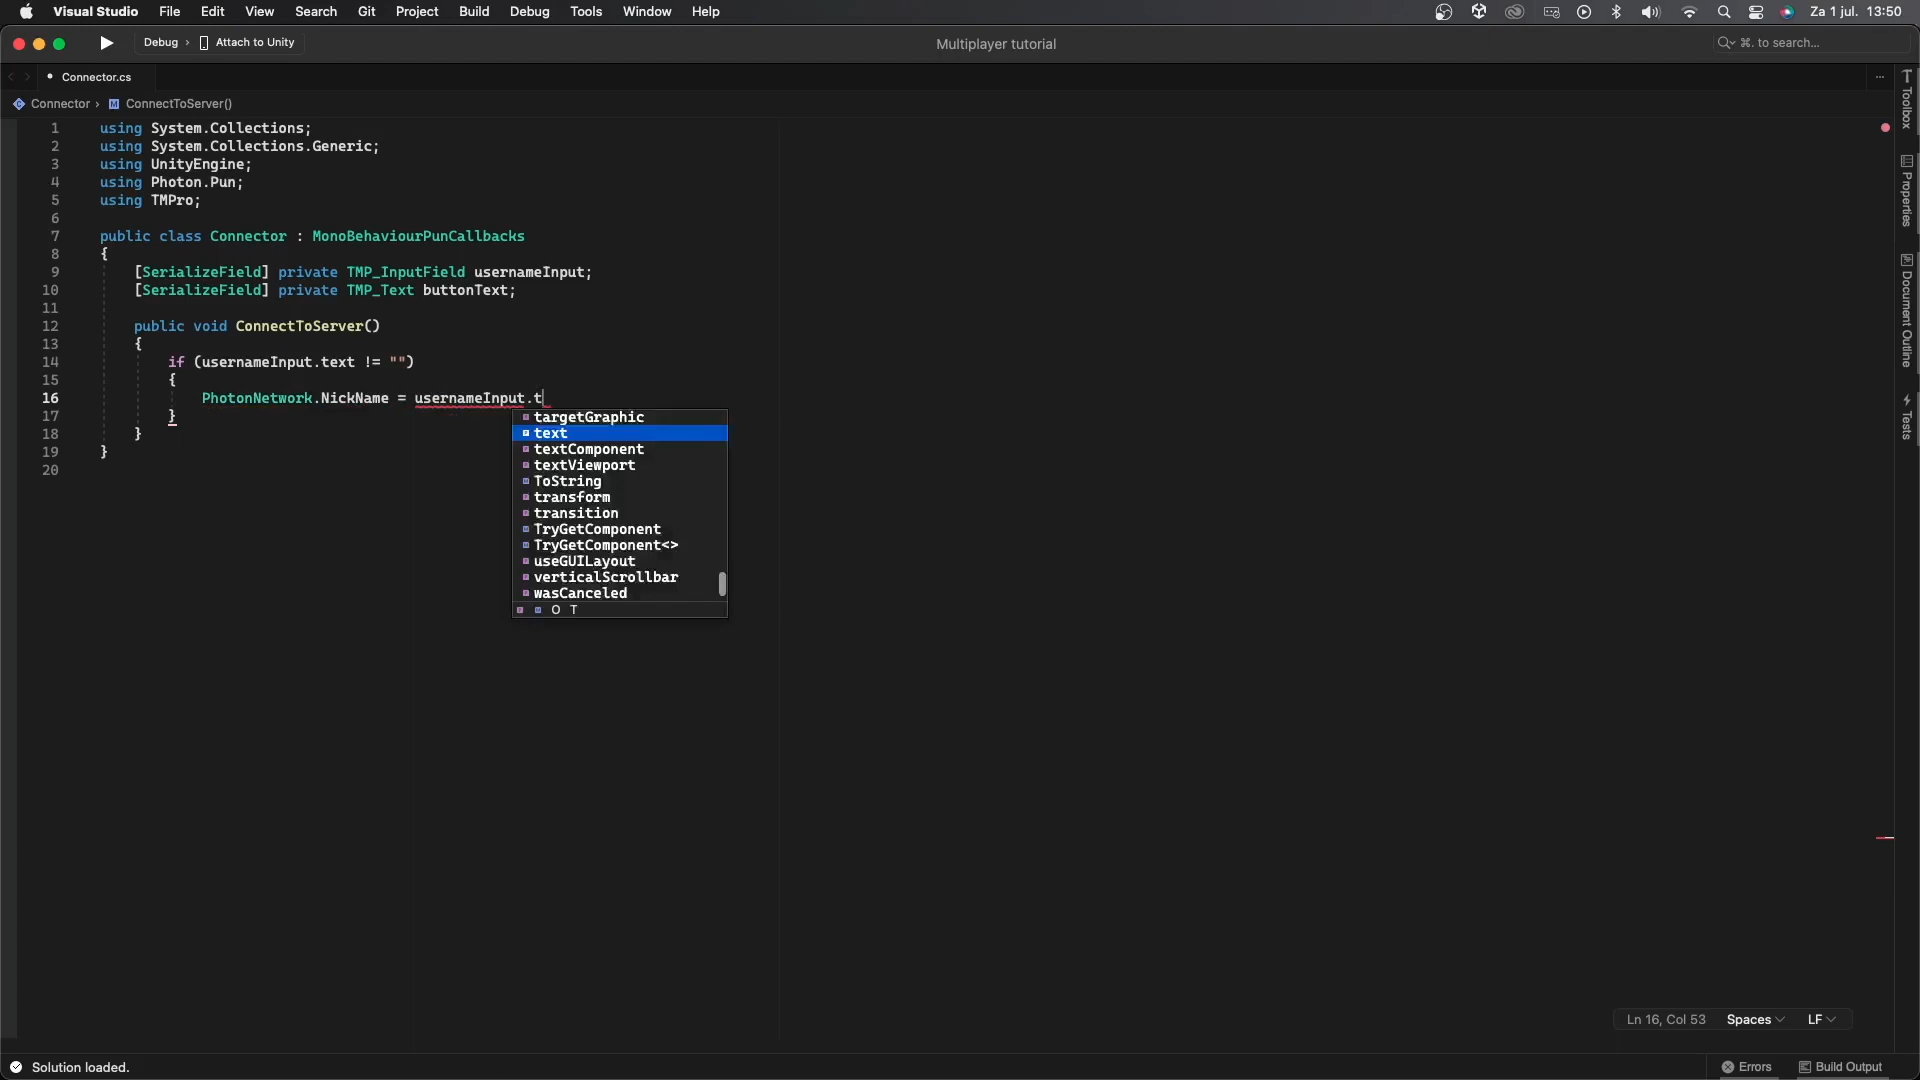 Visual Studio File Edit View Search Git Project Build Debug Tools Window Help Za 1 jul. 13:50
Debug › Attach to Unity Multiplayer tutorial ⌘. to search...
Connector.cs
Connector › M ConnectToServer()
1 using System.Collections;
2 using System.Collections.Generic;
3 using UnityEngine;
4 using Photon.Pun;
5 using TMPro;
6
7 public class Connector : MonoBehaviourPunCallbacks
8 {
9 [SerializeField] private TMP_InputField usernameInput;
10 [SerializeField] private TMP_Text buttonText;
11
12 public void ConnectToServer()
13 {
14 if (usernameInput.text != "")
15 {
16 PhotonNetwork.NickName = usernameInput.t
17 }
18 }
19 }
20
targetGraphic
text
textComponent
textViewport
ToString
transform
transition
TryGetComponent
TryGetComponent<>
useGUILayout
verticalScrollbar
wasCanceled
O T
Toolbox
Properties
Document Outline
Tests
Ln 16, Col 53 Spaces LF
Solution loaded. Errors Build Output